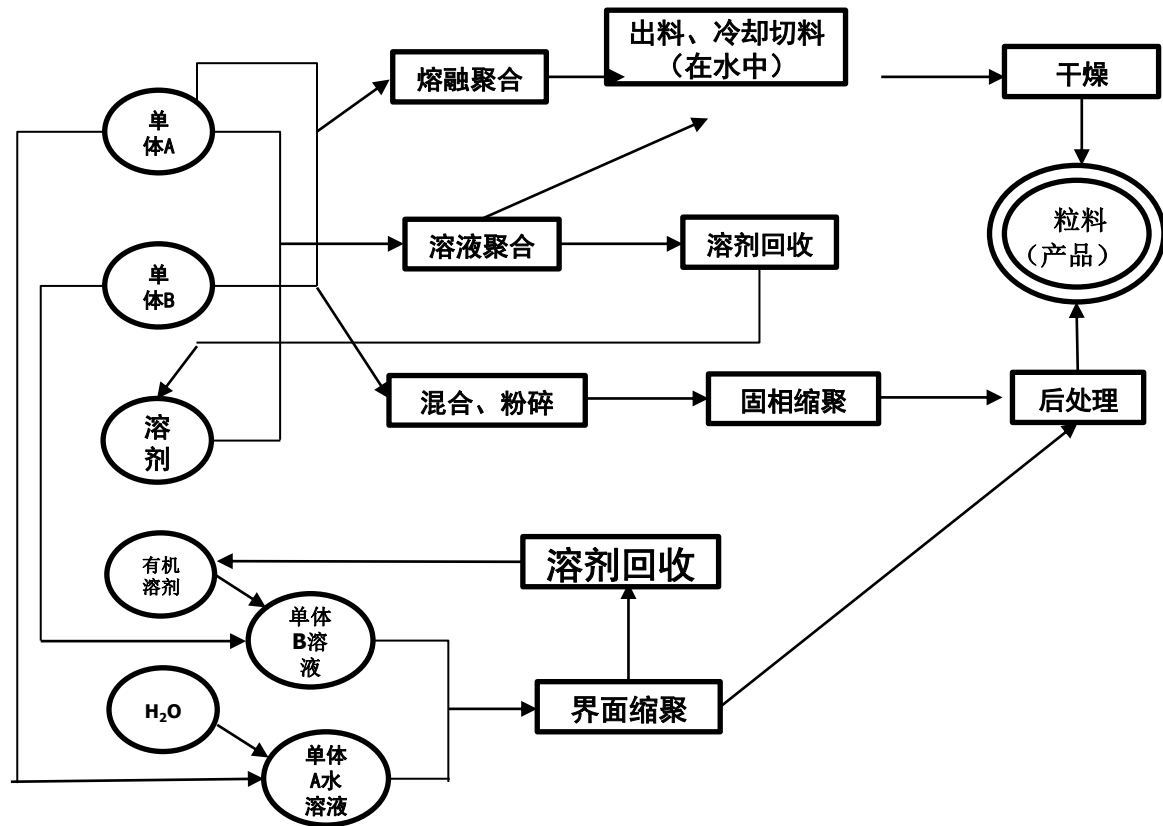 出料、冷却切料
（在水中）
熔融聚合
干燥
单
体A
溶液聚合
溶剂回收
粒料
（产品）
单
体B
混合、粉碎
固相缩聚
后处理
溶
剂
有机
溶剂
溶剂回收
单体
B溶
液
H₂O
界面缩聚
单体
A水
溶液